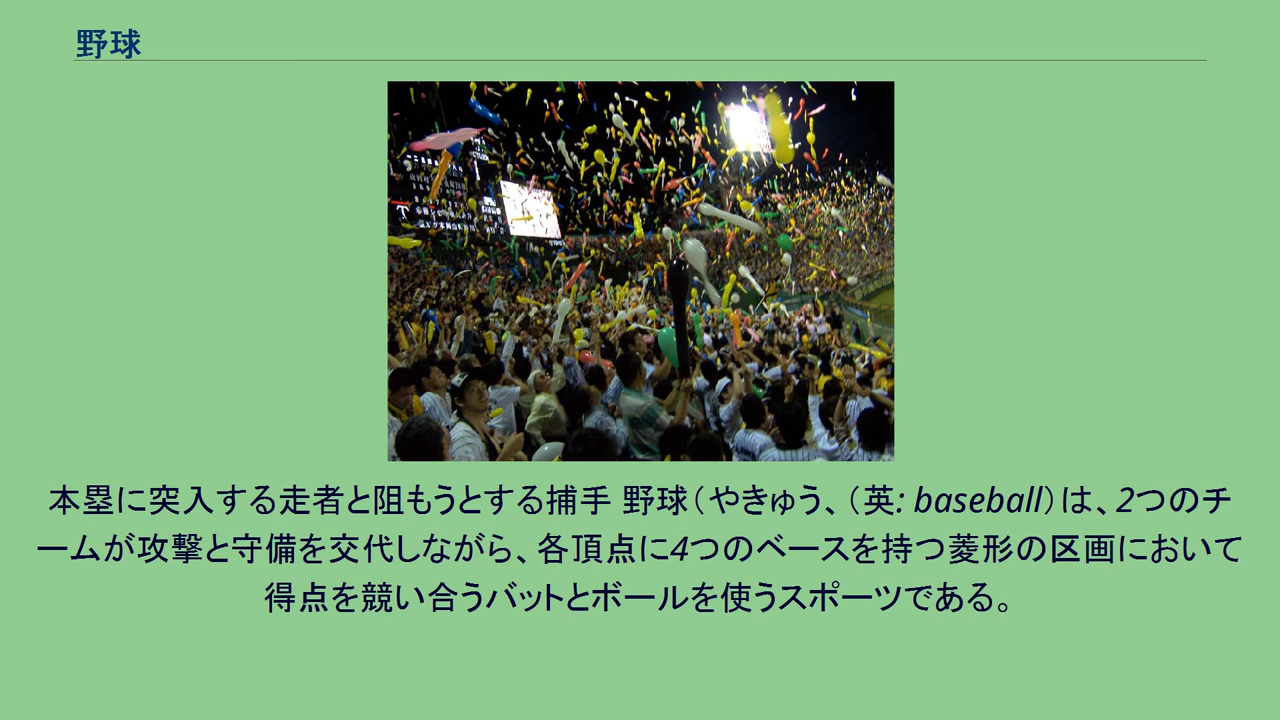 野球
本塁に突入する走者と阻もうとする捕手 野球（やきゅう、（英: baseball）は、2つのチ
ームが攻撃と守備を交代しながら、各頂点に4つのベースを持つ菱形の区画において
得点を競い合うバットとボールを使うスポーツである。